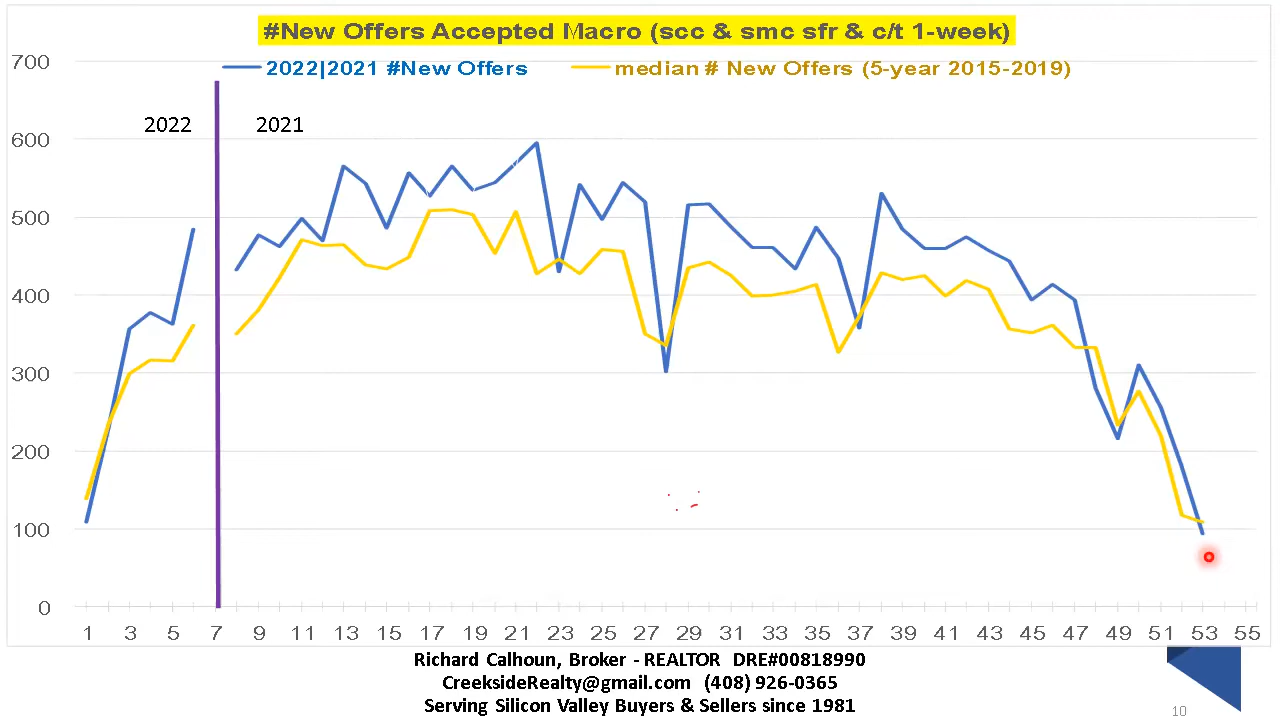 #New Offers Accepted Macro (scc & smc sfr & c/t 1-week)
2022|2021 #New Offers
median # New Offers (5-year 2015-2019)
2022
2021
700
600
500
400
300
200
100
0
1 3 5 7 9 11 13 15 17 19 21 23 25 27 29 31 33 35 37 39 41 43 45 47 49 51 53 55
Richard Calhoun, Broker - REALTOR DRE#00818990
CreeksideRealty@gmail.com (408) 926-0365
Serving Silicon Valley Buyers & Sellers since 1981
10